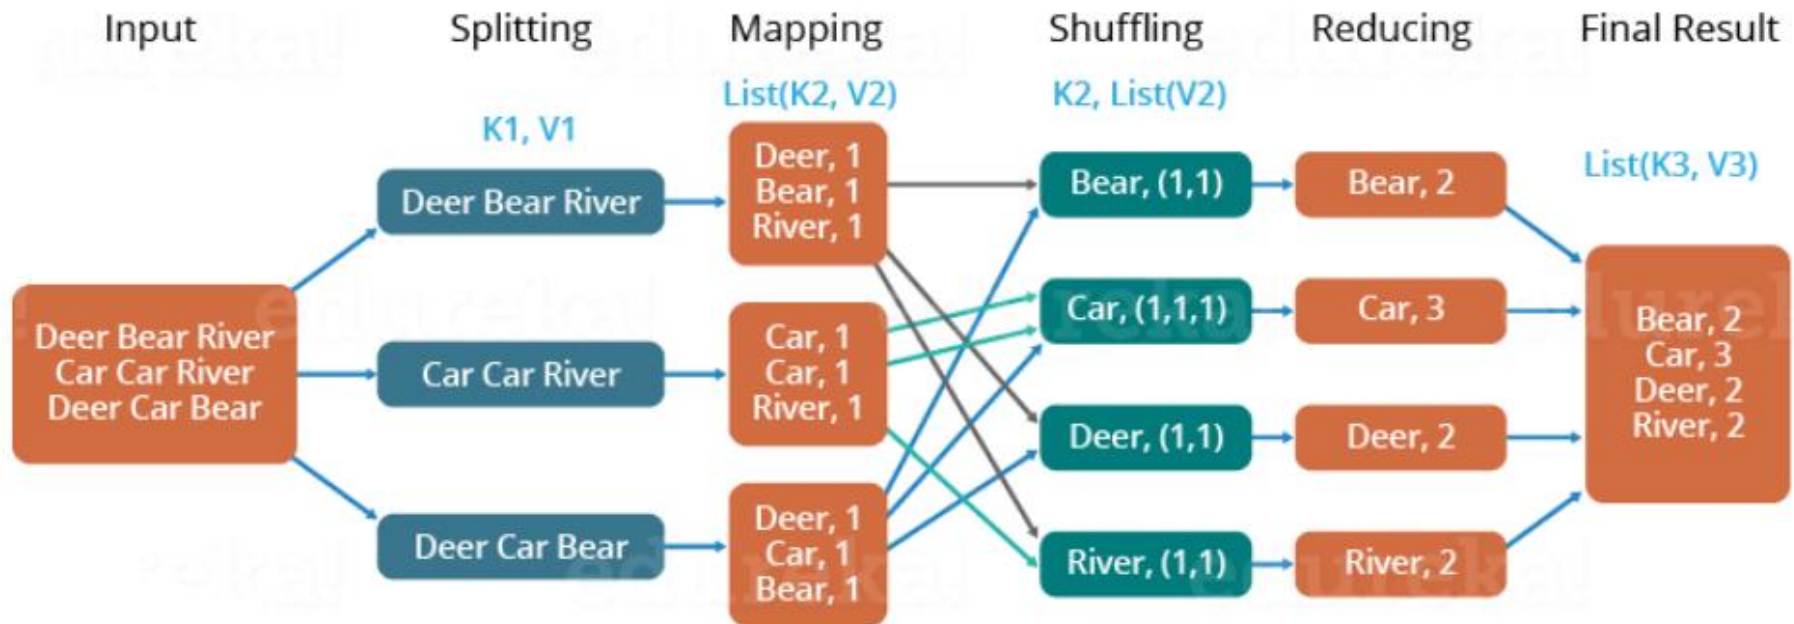 Input
Splitting
Mapping
Shuffling
Reducing
Final Result
K1, V1
List(K2, V2)
K2, List(V2)
List(K3, V3)
Deer Bear River
Car Car River
Deer Car Bear
Deer Bear River
Car Car River
Deer Car Bear
Deer, 1
Bear, 1
River, 1
Car, 1
Car, 1
River, 1
Deer, 1
Car, 1
Bear, 1
Bear, (1,1)
Car, (1,1,1)
Deer, (1,1)
River, (1,1)
Bear, 2
Car, 3
Deer, 2
River, 2
Bear, 2
Car, 3
Deer, 2
River, 2